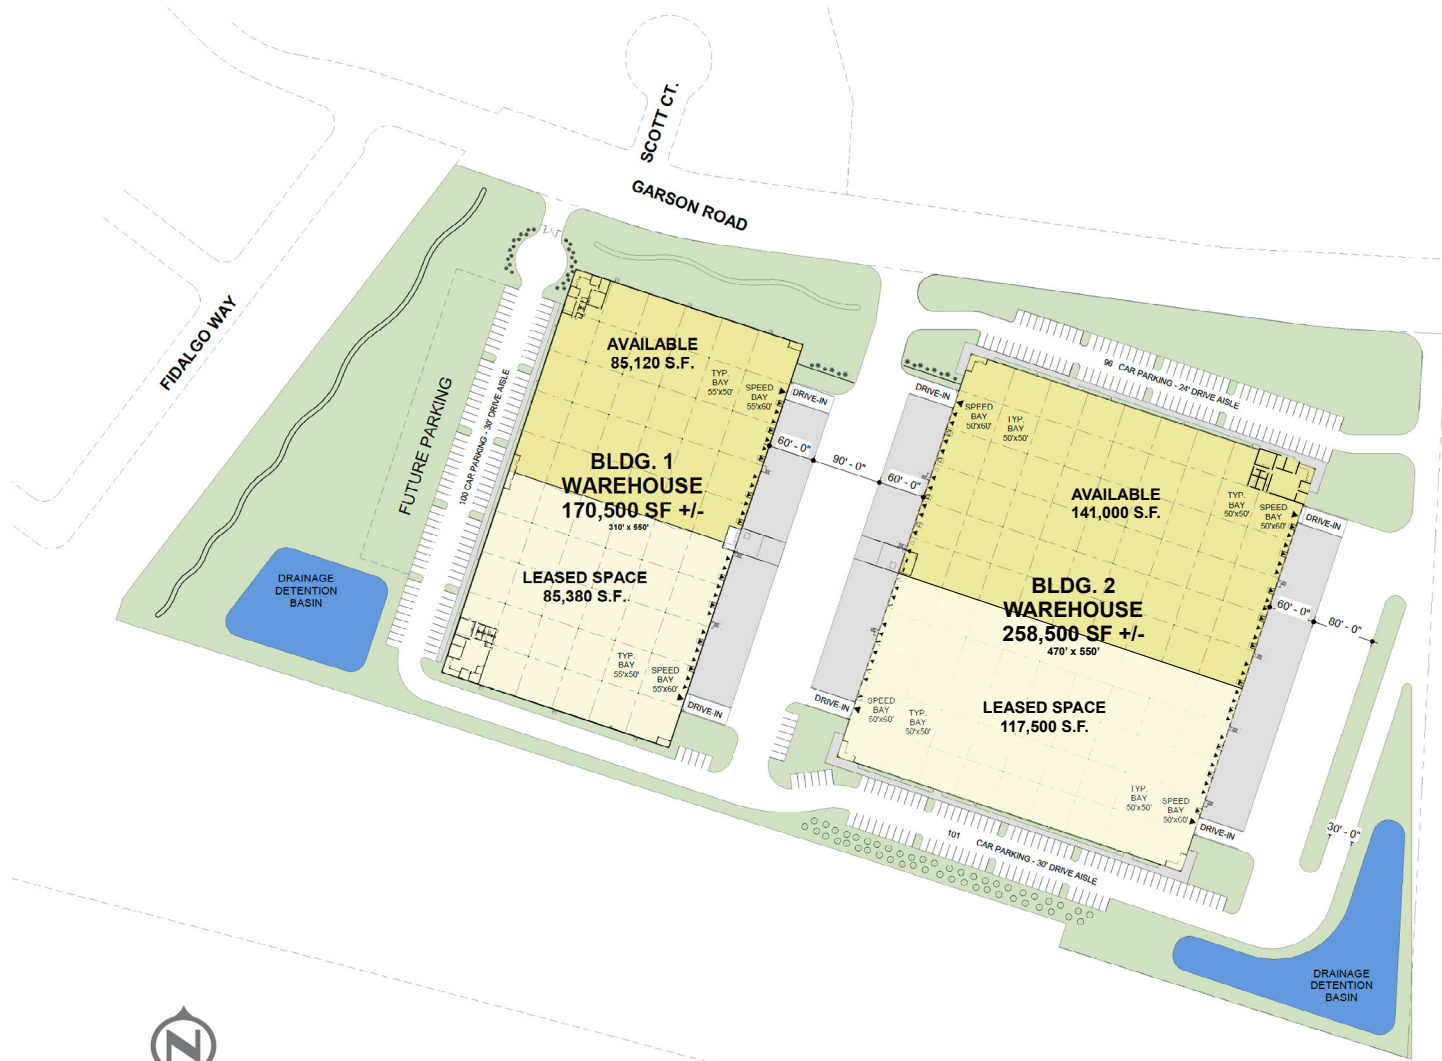 SCOTT CT.
GARSON ROAD
FIDALGO WAY
FUTURE PARKING
100 CAR PARKING - 30' DRIVE AISLE
DRAINAGE
DETENTION
BASIN
AVAILABLE
85,120 S.F.
TYP.
BAY
55'x50'
SPEED
BAY
55'x60'
DRIVE-IN
BLDG. 1
WAREHOUSE
170,500 SF +/-
310' x 550'
LEASED SPACE
85,380 S.F.
TYP.
BAY
55'x50'
SPEED
BAY
55'x60'
DRIVE-IN
60' - 0"
90' - 0"
60' - 0"
96 CAR PARKING - 24' DRIVE AISLE
DRIVE-IN
SPEED
BAY
50'x60'
TYP.
BAY
50'x50'
AVAILABLE
141,000 S.F.
TYP.
BAY
50'x50'
SPEED
BAY
50'x60'
DRIVE-IN
BLDG. 2
WAREHOUSE
258,500 SF +/-
470' x 550'
60' - 0"
80' - 0"
LEASED SPACE
117,500 S.F.
DRIVE-IN
SPEED
BAY
50'x60'
TYP.
BAY
50'x50'
TYP.
BAY
50'x50'
SPEED
BAY
50'x60'
DRIVE-IN
30' - 0"
101 CAR PARKING - 30' DRIVE AISLE
DRAINAGE
DETENTION
BASIN
N